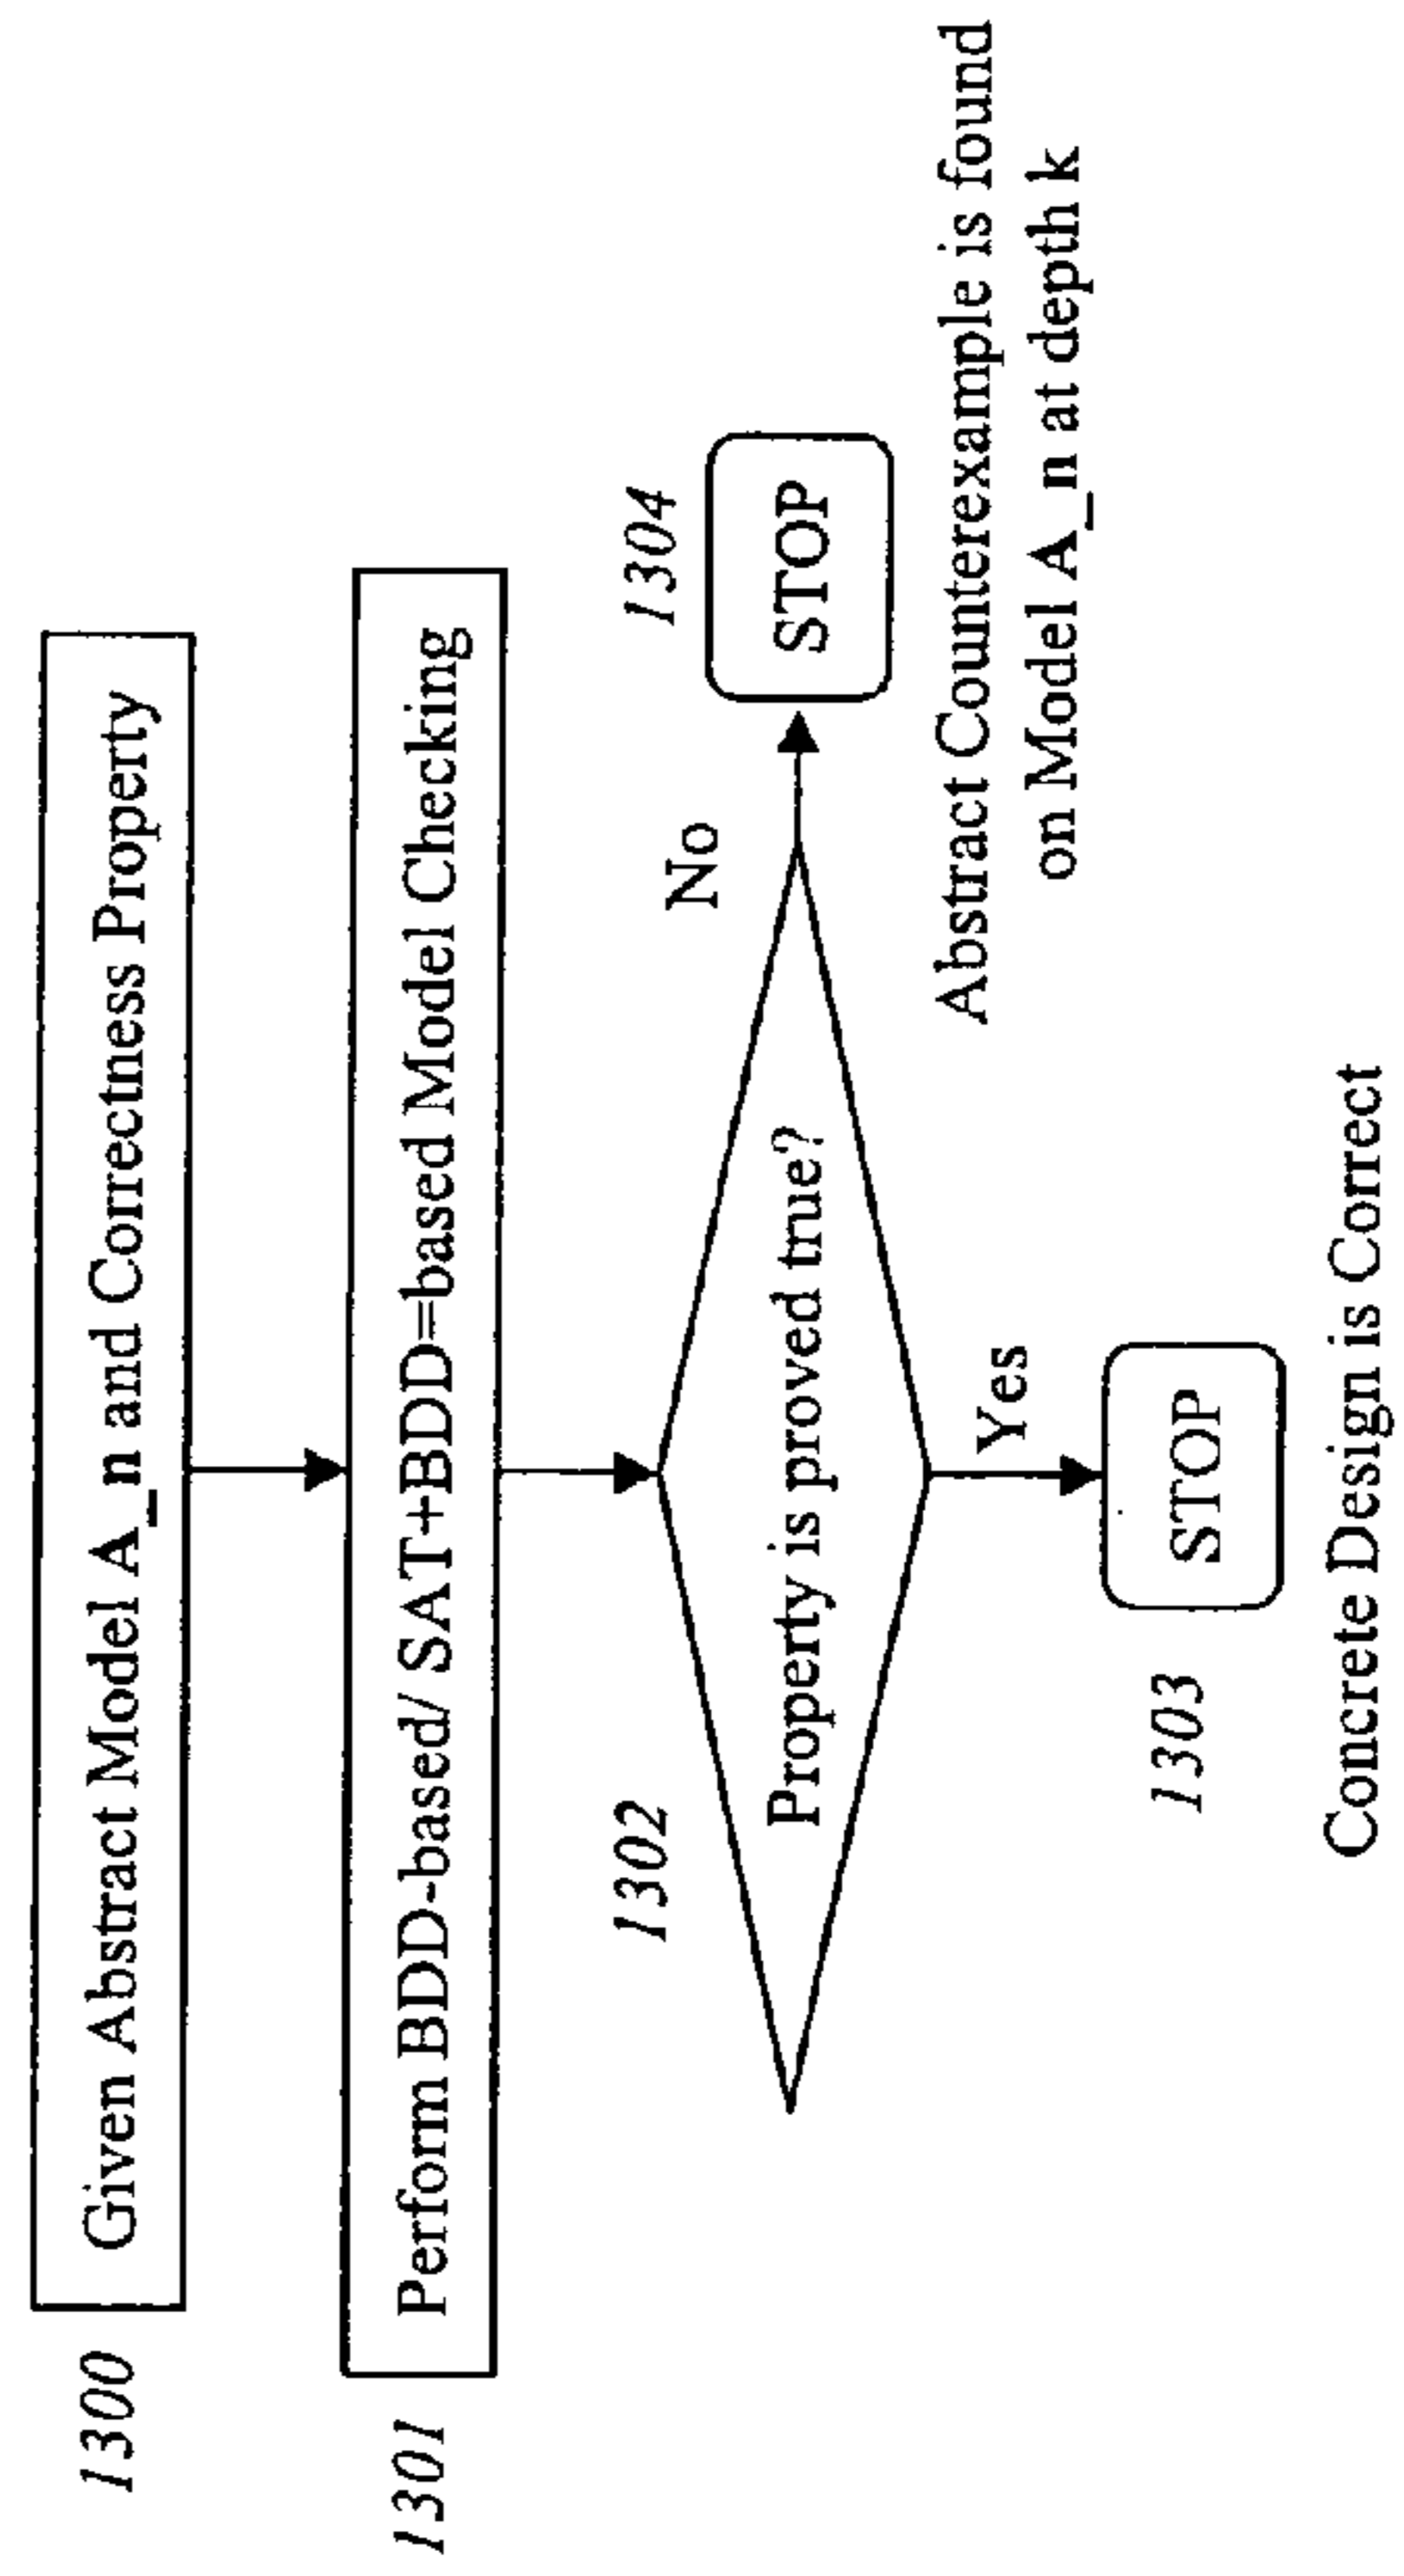 1300
Given Abstract Model A_n and Correctness Property
1301
Perform BDD-based/ SAT+BDD=based Model Checking
1302
Property is proved true?
No
1304
STOP
Abstract Counterexample is found
on Model A_n at depth k
Yes
1303
STOP
Concrete Design is Correct